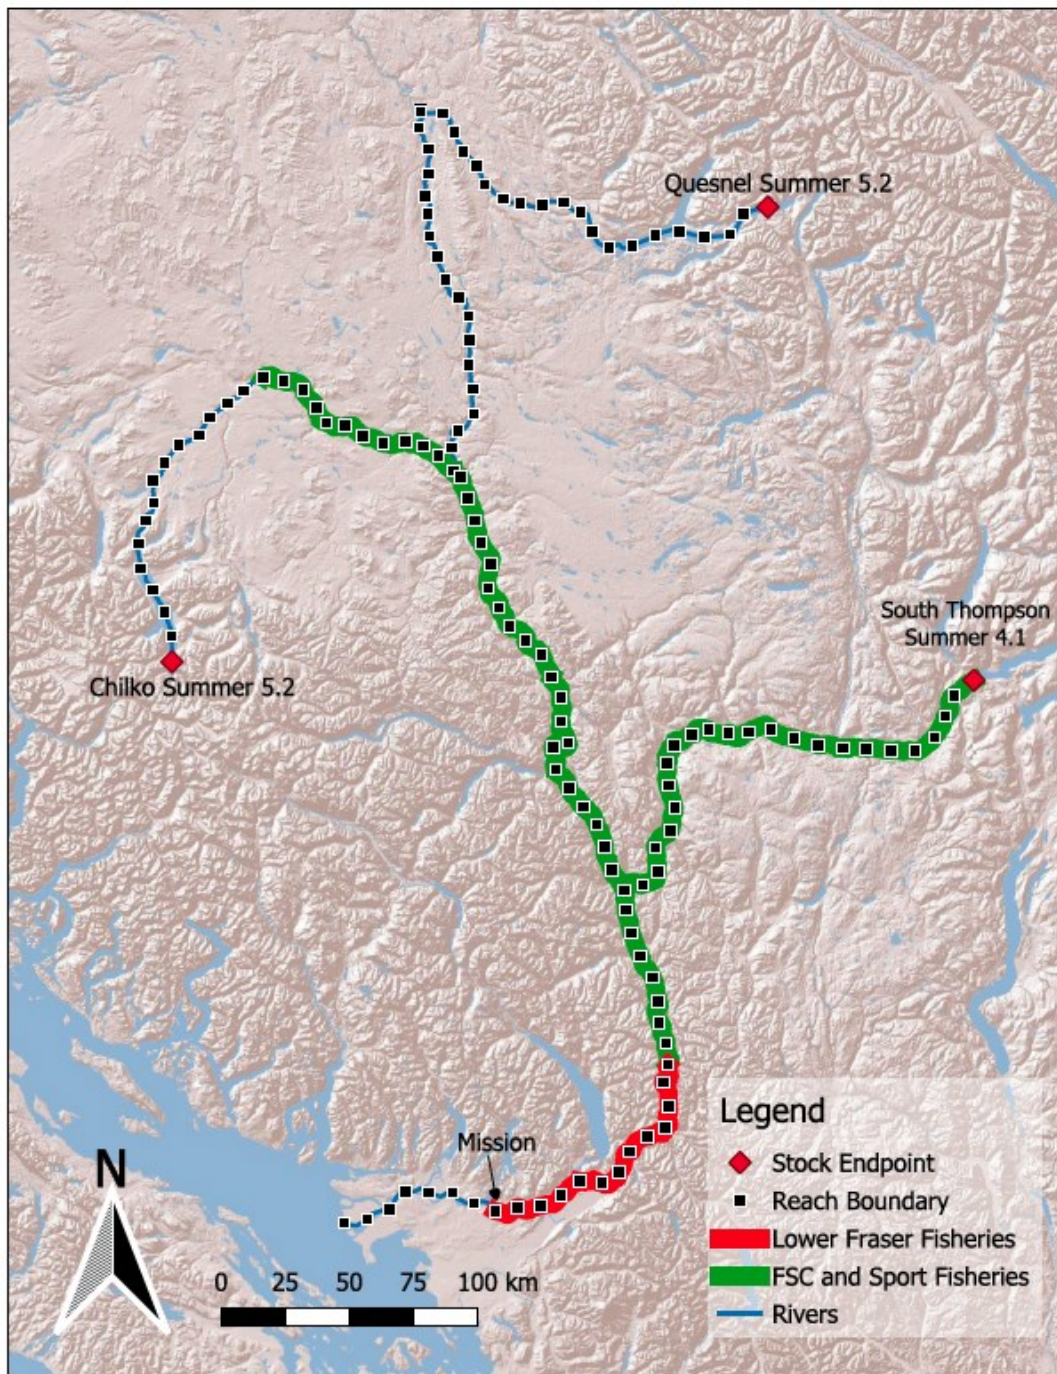 Quesnel Summer 5.2
South Thompson
Summer 4.1
Chilko Summer 5.2
Mission
N
0 25 50 75 100 km
Legend
Stock Endpoint
Reach Boundary
Lower Fraser Fisheries
FSC and Sport Fisheries
Rivers